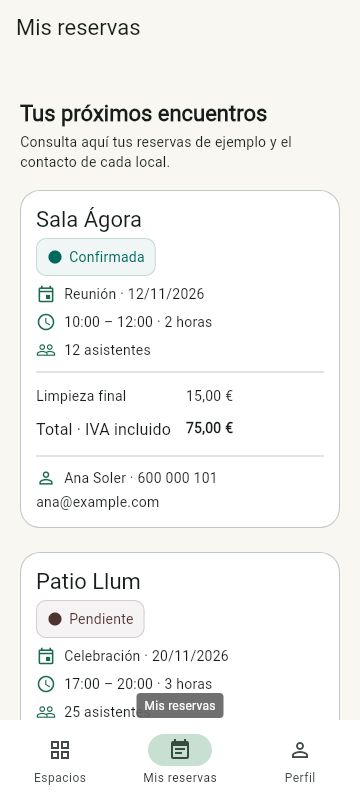 Mis reservas
Tus próximos encuentros
Consulta aquí tus reservas de ejemplo y el
contacto de cada local.
Sala Ágora
Confirmada
Reunión · 12/11/2026
10:00 – 12:00 · 2 horas
12 asistentes
Limpieza final 15,00 €
Total · IVA incluido 75,00 €
Ana Soler · 600 000 101
ana@example.com
Patio Llum
Pendiente
Celebración · 20/11/2026
17:00 – 20:00 · 3 horas
25 asistentes
Mis reservas
Espacios
Mis reservas
Perfil